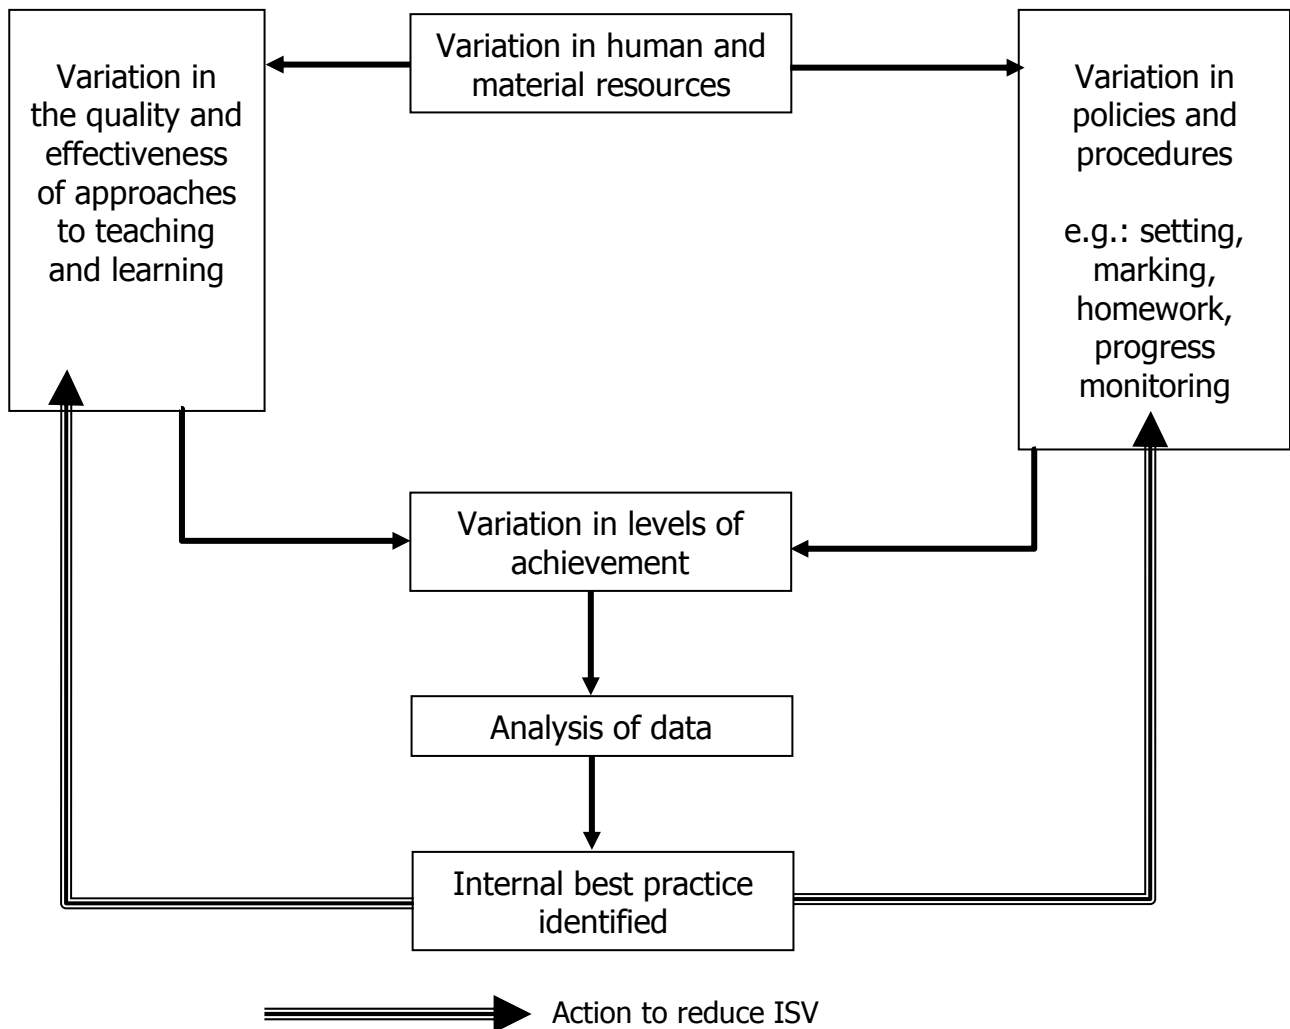 Variation in
the quality and
effectiveness
of approaches
to teaching
and learning
Variation in human and
material resources
Variation in
policies and
procedures
e.g.: setting,
marking,
homework,
progress
monitoring
Variation in levels of
achievement
Analysis of data
Internal best practice
identified
Action to reduce ISV